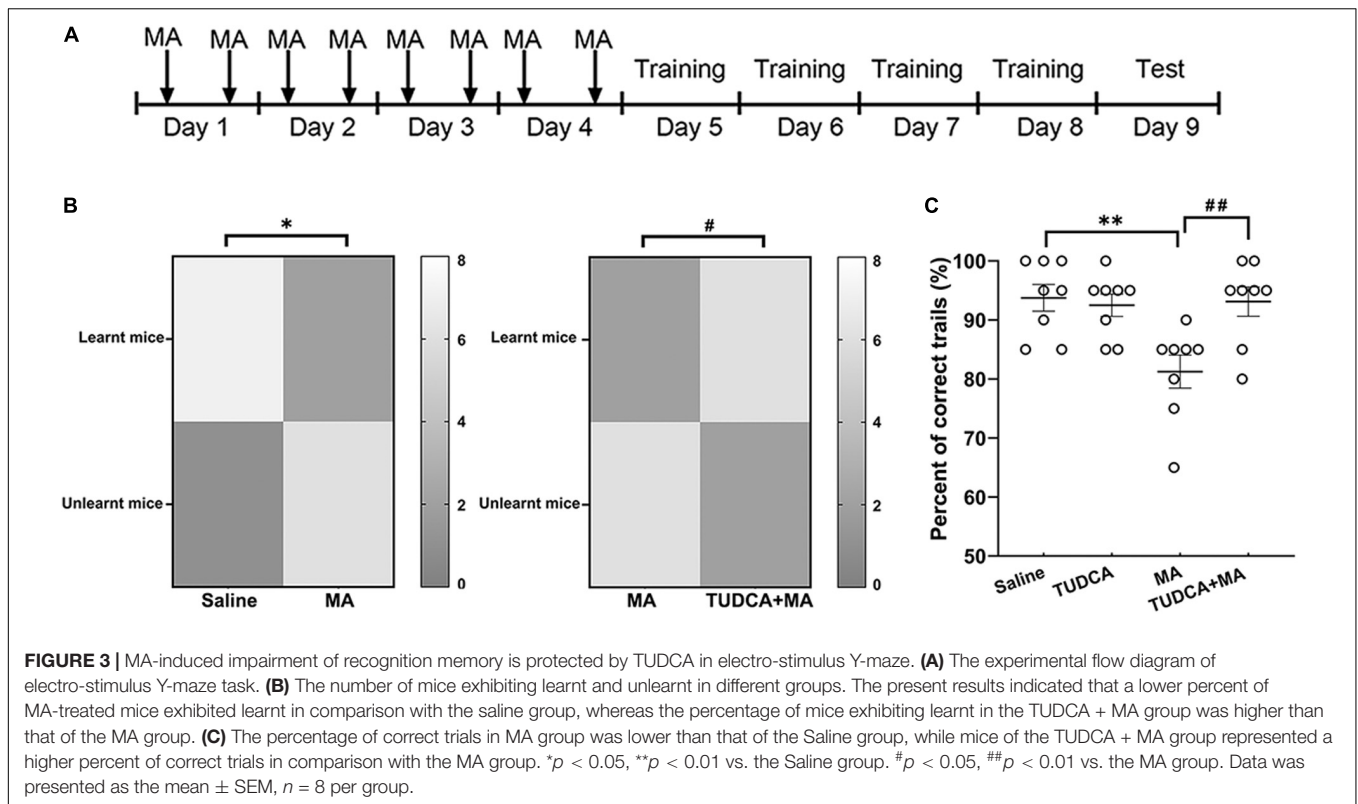 A
MA MA MA MA MA MA MA MA
Training Training Training Training Test
Day 1 Day 2 Day 3 Day 4 Day 5 Day 6 Day 7 Day 8 Day 9
B
*
Learnt mice
Unlearnt mice
Saline MA
8
6
4
2
0
#
Learnt mice
Unlearnt mice
MA TUDCA+MA
8
6
4
2
0
C
** ##
Percent of correct trails (%)
100
90
80
70
60
50
Saline TUDCA MA TUDCA+MA
FIGURE 3 | MA-induced impairment of recognition memory is protected by TUDCA in electro-stimulus Y-maze. (A) The experimental flow diagram of
electro-stimulus Y-maze task. (B) The number of mice exhibiting learnt and unlearnt in different groups. The present results indicated that a lower percent of
MA-treated mice exhibited learnt in comparison with the saline group, whereas the percentage of mice exhibiting learnt in the TUDCA + MA group was higher than
that of the MA group. (C) The percentage of correct trials in MA group was lower than that of the Saline group, while mice of the TUDCA + MA group represented a
higher percent of correct trials in comparison with the MA group. *p < 0.05, **p < 0.01 vs. the Saline group. #p < 0.05, ##p < 0.01 vs. the MA group. Data was
presented as the mean ± SEM, n = 8 per group.